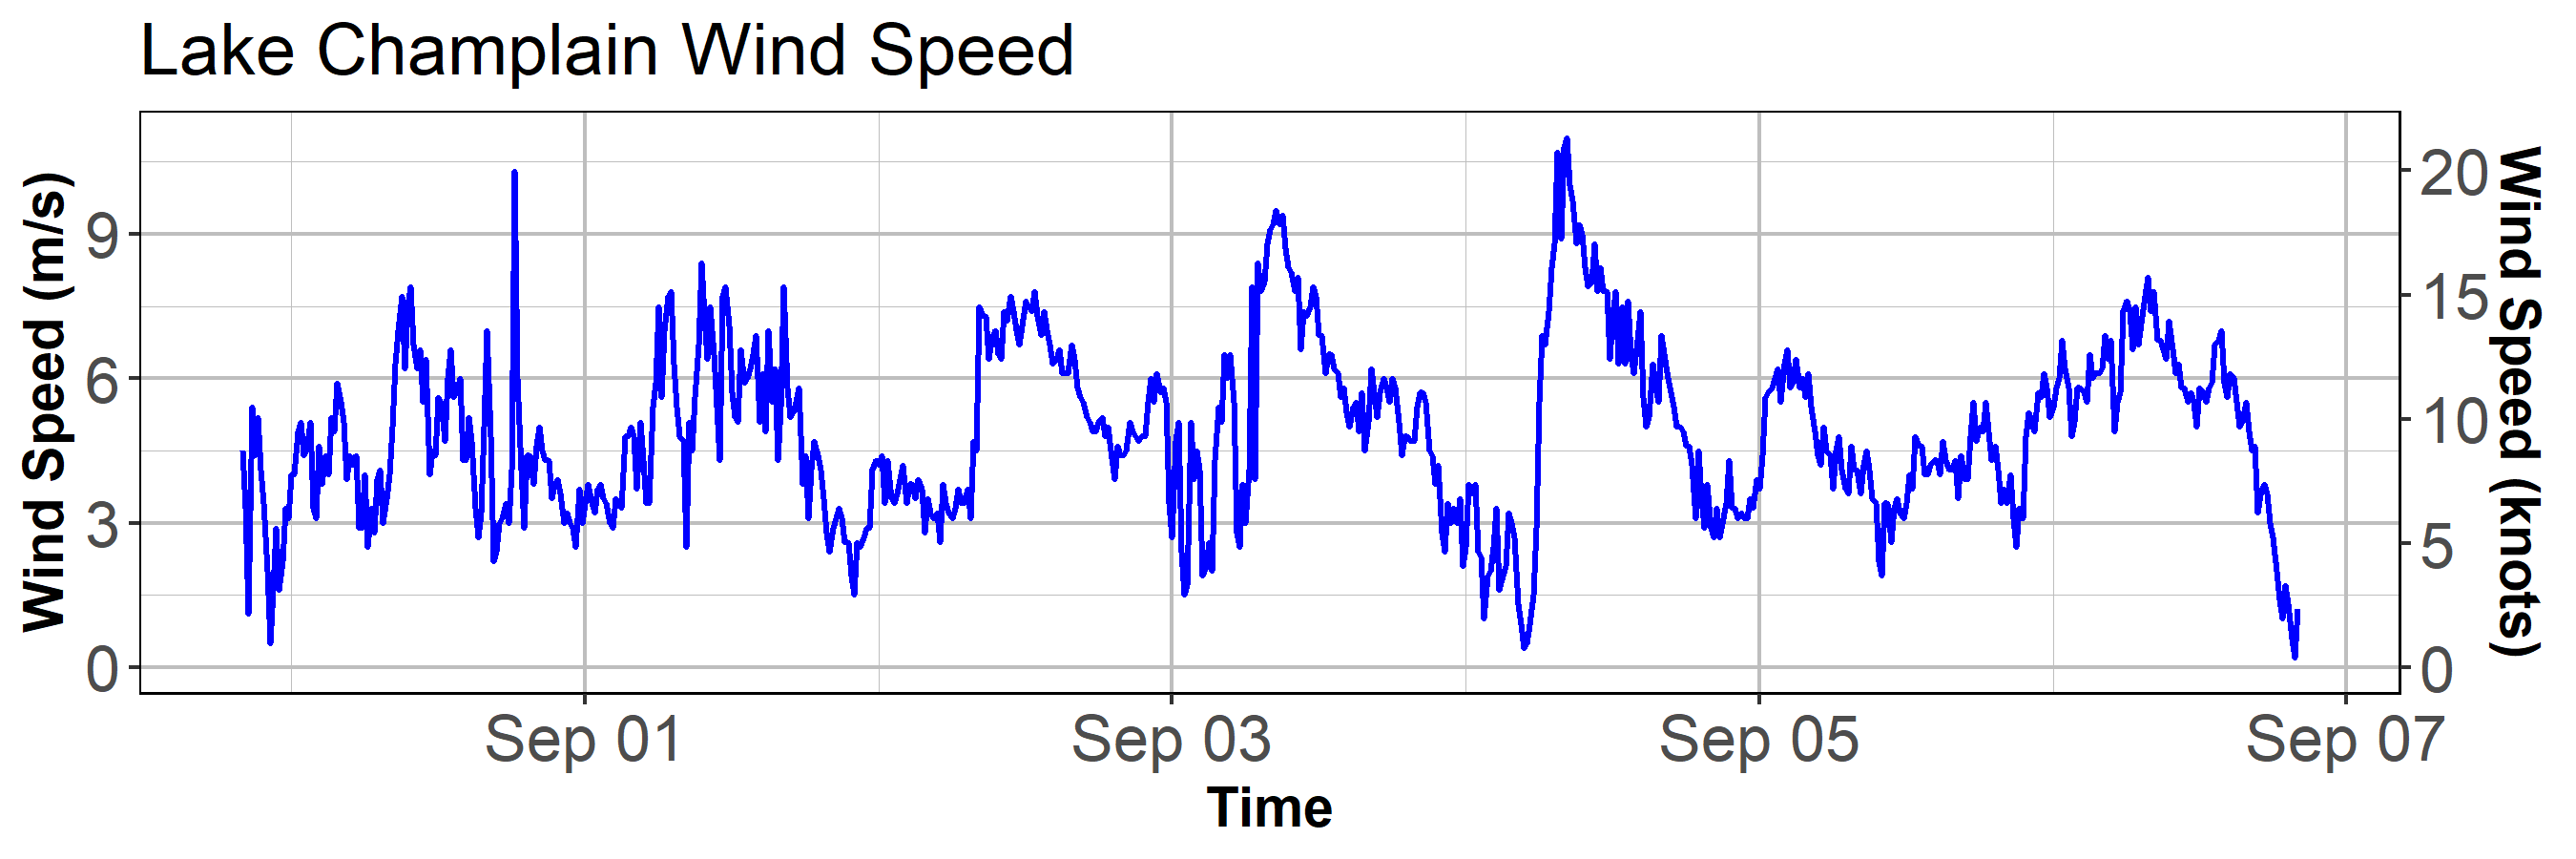 Lake Champlain Wind Speed
Wind Speed (m/s)
9
6
3
0
20
15
10
5
0
Wind Speed (knots)
Sep 01 Sep 03 Sep 05 Sep 07
Time